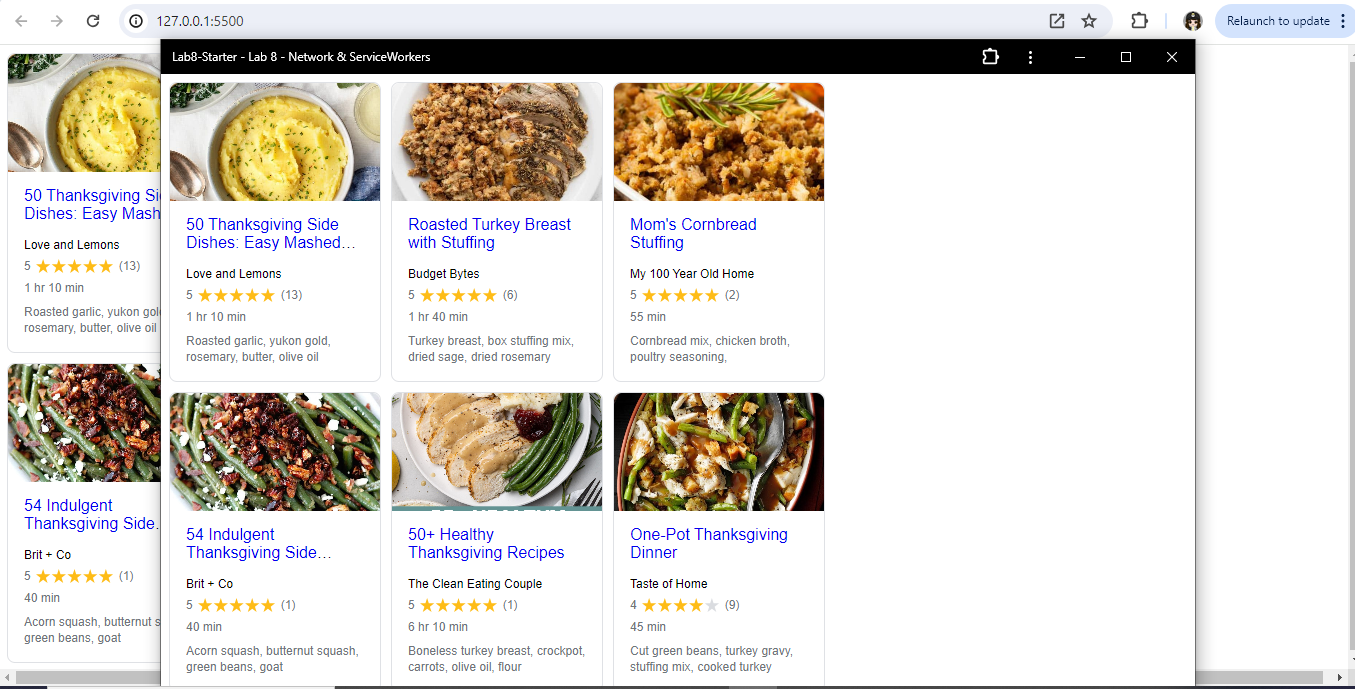 127.0.0.1:5500
Relaunch to update
Lab8-Starter - Lab 8 - Network & ServiceWorkers
50 Thanksgiving Si
Dishes: Easy Mash
Love and Lemons
5 (13)
1 hr 10 min
Roasted garlic, yukon gol
rosemary, butter, olive oil
54 Indulgent
Thanksgiving Side.
Brit + Co
5 (1)
40 min
Acorn squash, butternut s
green beans, goat
50 Thanksgiving Side
Dishes: Easy Mashed…
Love and Lemons
5 (13)
1 hr 10 min
Roasted garlic, yukon gold,
rosemary, butter, olive oil
Roasted Turkey Breast
with Stuffing
Budget Bytes
5 (6)
1 hr 40 min
Turkey breast, box stuffing mix,
dried sage, dried rosemary
Mom's Cornbread
Stuffing
My 100 Year Old Home
5 (2)
55 min
Cornbread mix, chicken broth,
poultry seasoning,
54 Indulgent
Thanksgiving Side…
Brit + Co
5 (1)
40 min
Acorn squash, butternut squash,
green beans, goat
50+ Healthy
Thanksgiving Recipes
The Clean Eating Couple
5 (1)
6 hr 10 min
Boneless turkey breast, crockpot,
carrots, olive oil, flour
One-Pot Thanksgiving
Dinner
Taste of Home
4 (9)
45 min
Cut green beans, turkey gravy,
stuffing mix, cooked turkey